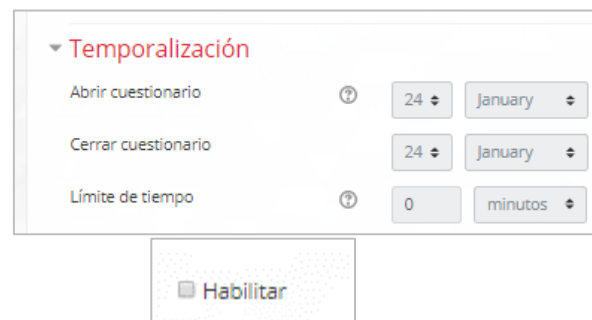 Temporalización
Abrir cuestionario 24 January
Cerrar cuestionario 24 January
Límite de tiempo 0 minutos
Habilitar